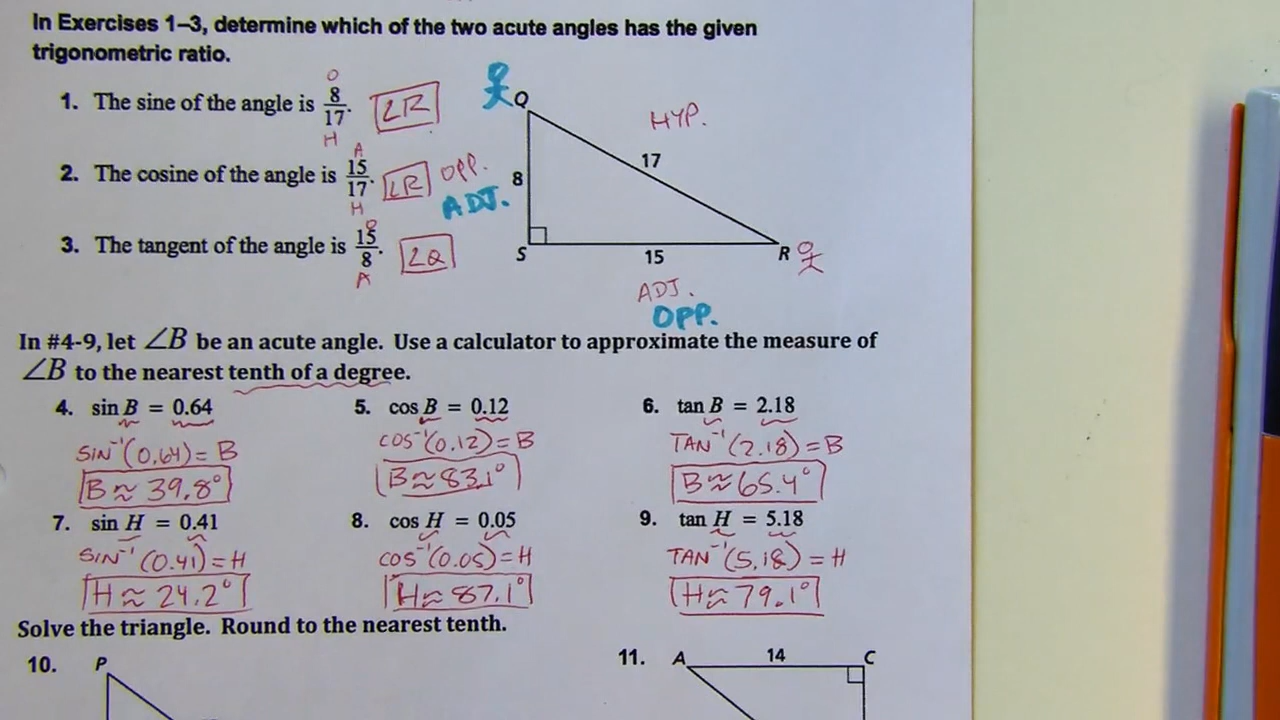 In Exercises 1–3, determine which of the two acute angles has the given
trigonometric ratio.
1. The sine of the angle is 8/17. ∠R
O
H
2. The cosine of the angle is 15/17. ∠R
A
H
3. The tangent of the angle is 15/8. ∠Q
O
A
Q
HYP.
17
OPP.
8
ADJ.
S
15
R
ADJ.
OPP.
In #4-9, let ∠B be an acute angle. Use a calculator to approximate the measure of
∠B to the nearest tenth of a degree.
4. sin B = 0.64
SIN⁻¹(0.64) = B
B ≈ 39.8°
5. cos B = 0.12
COS⁻¹(0.12) = B
B ≈ 83.1°
6. tan B = 2.18
TAN⁻¹(2.18) = B
B ≈ 65.4°
7. sin H = 0.41
SIN⁻¹(0.41) = H
H ≈ 24.2°
8. cos H = 0.05
COS⁻¹(0.05) = H
H ≈ 87.1°
9. tan H = 5.18
TAN⁻¹(5.18) = H
H ≈ 79.1°
Solve the triangle. Round to the nearest tenth.
10. P
11. A 14 C